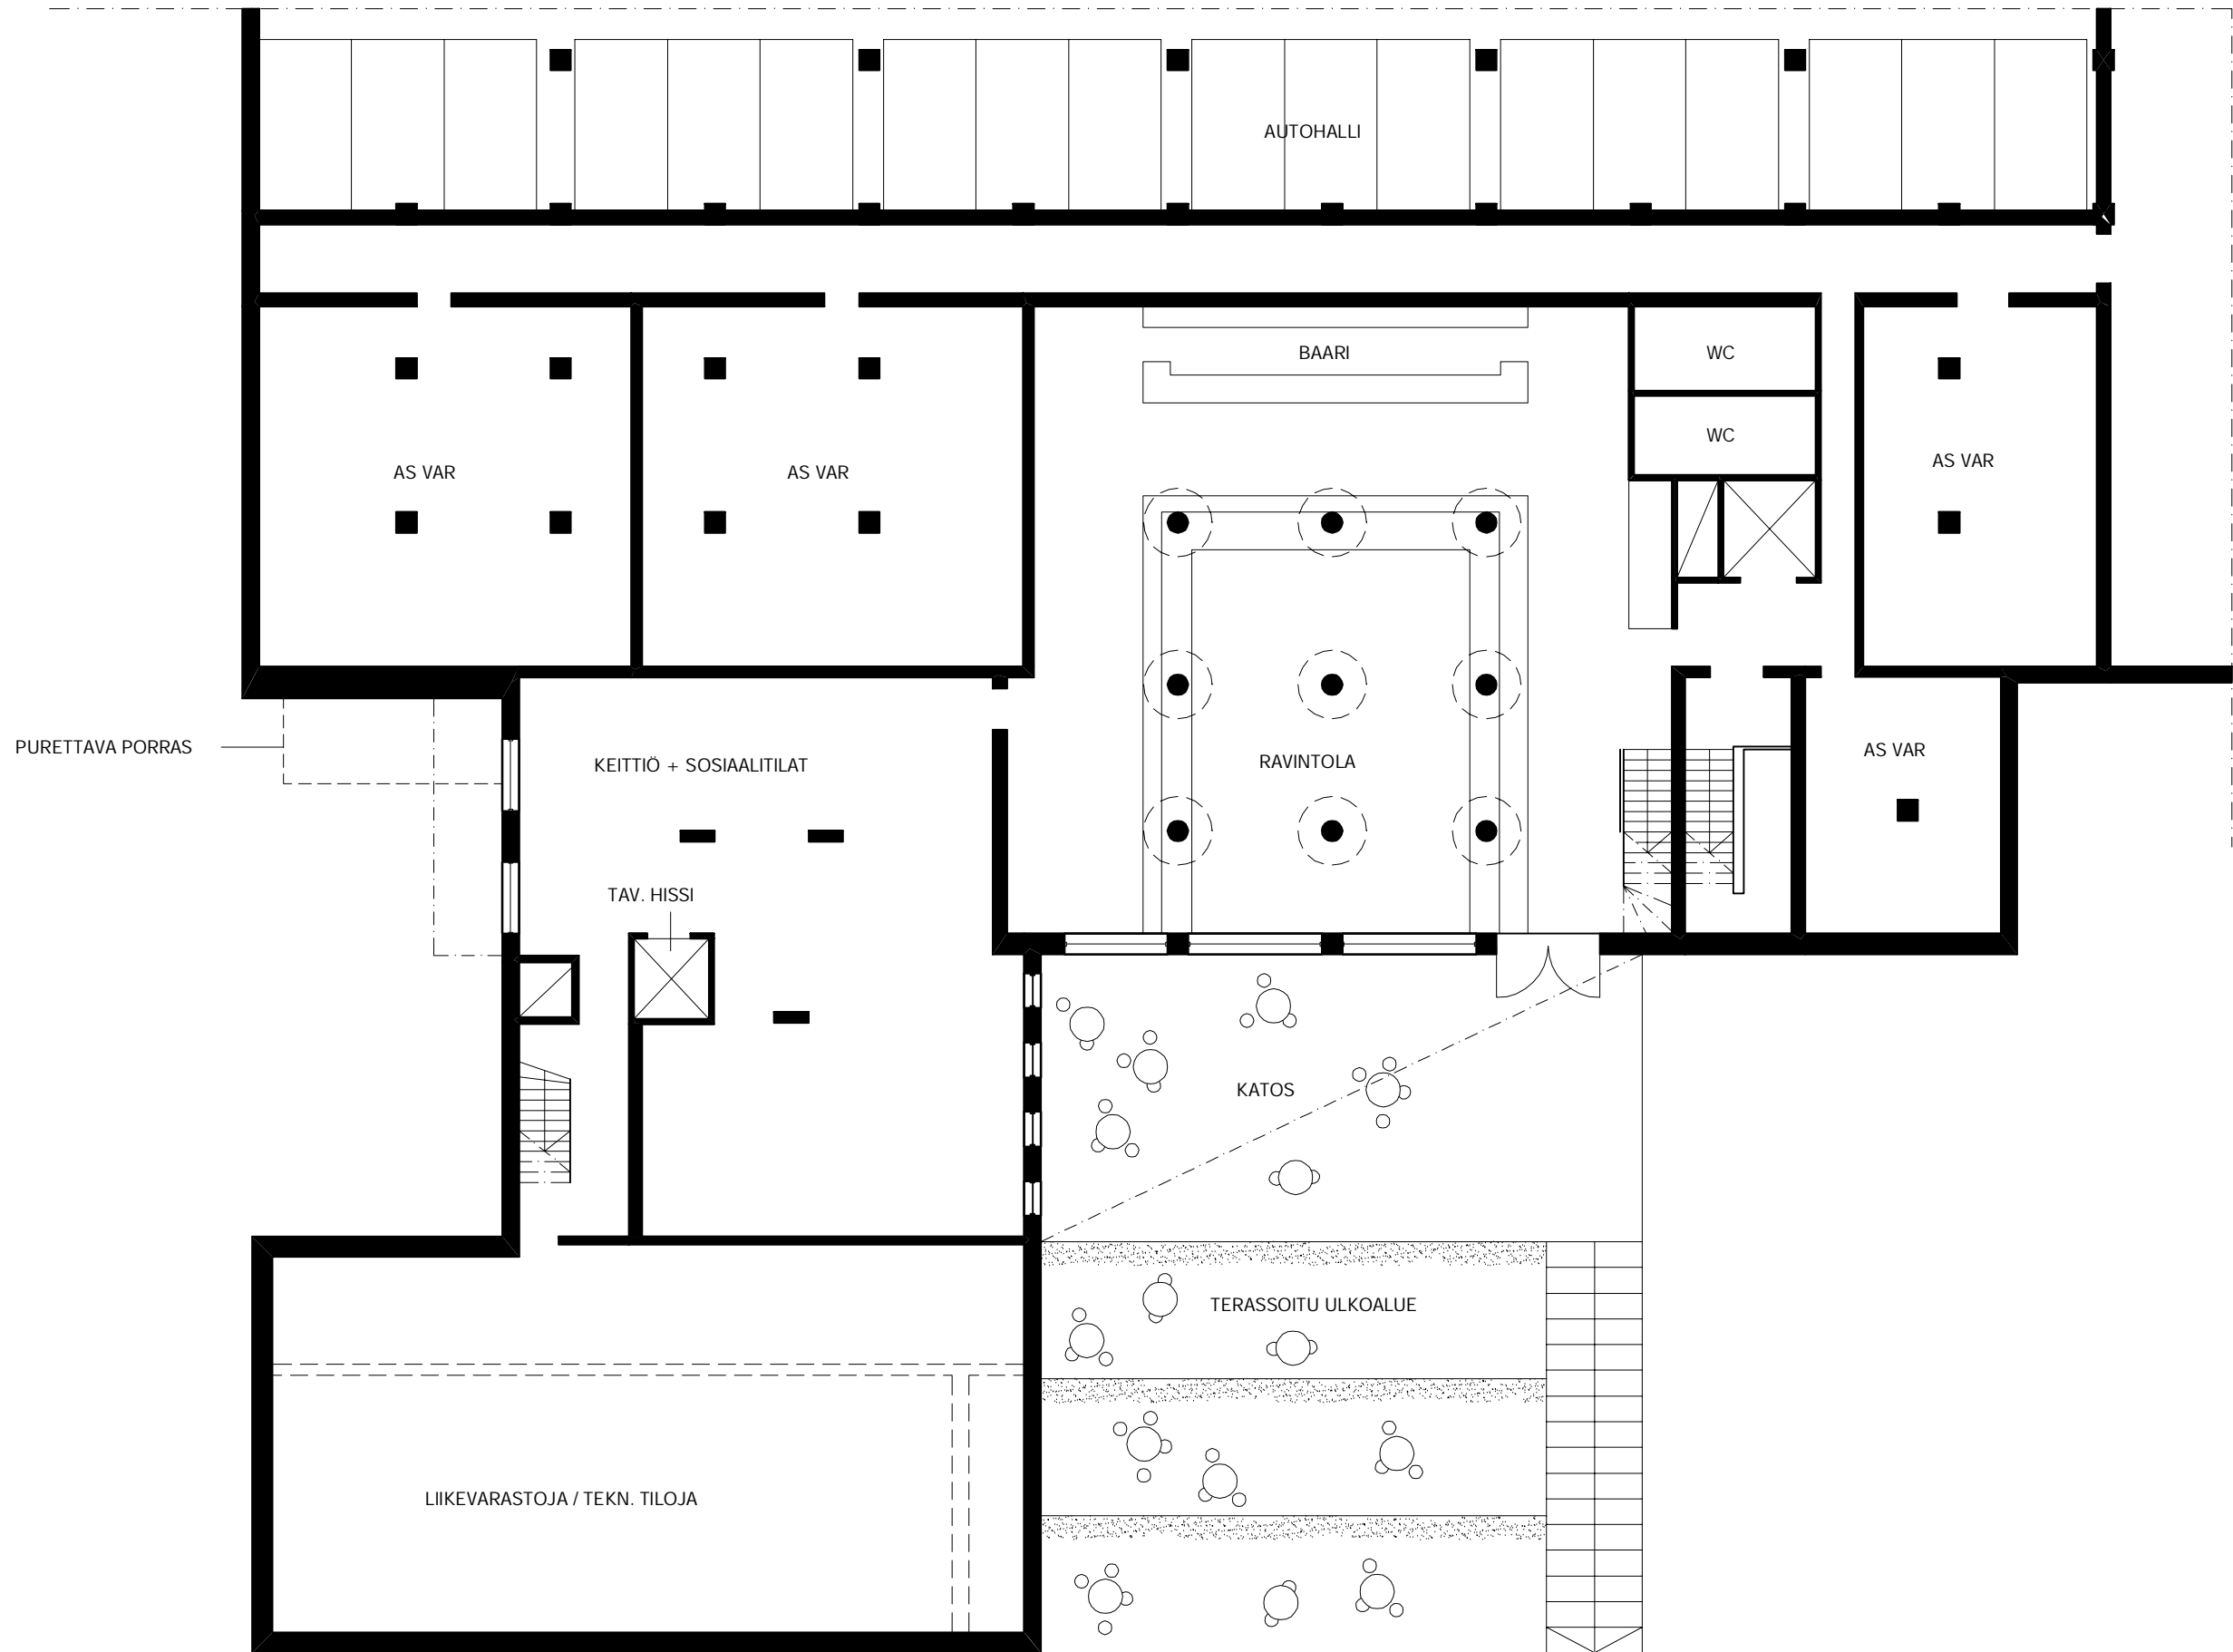 AUTOHALLI
BAARI
WC
WC
AS VAR
AS VAR
AS VAR
PURETTAVA PORRAS
KEITTIÖ + SOSIAALITILAT
RAVINTOLA
AS VAR
TAV. HISSI
KATOS
TERASSOITU ULKOALUE
LIIKEVARASTOJA / TEKN. TILOJA